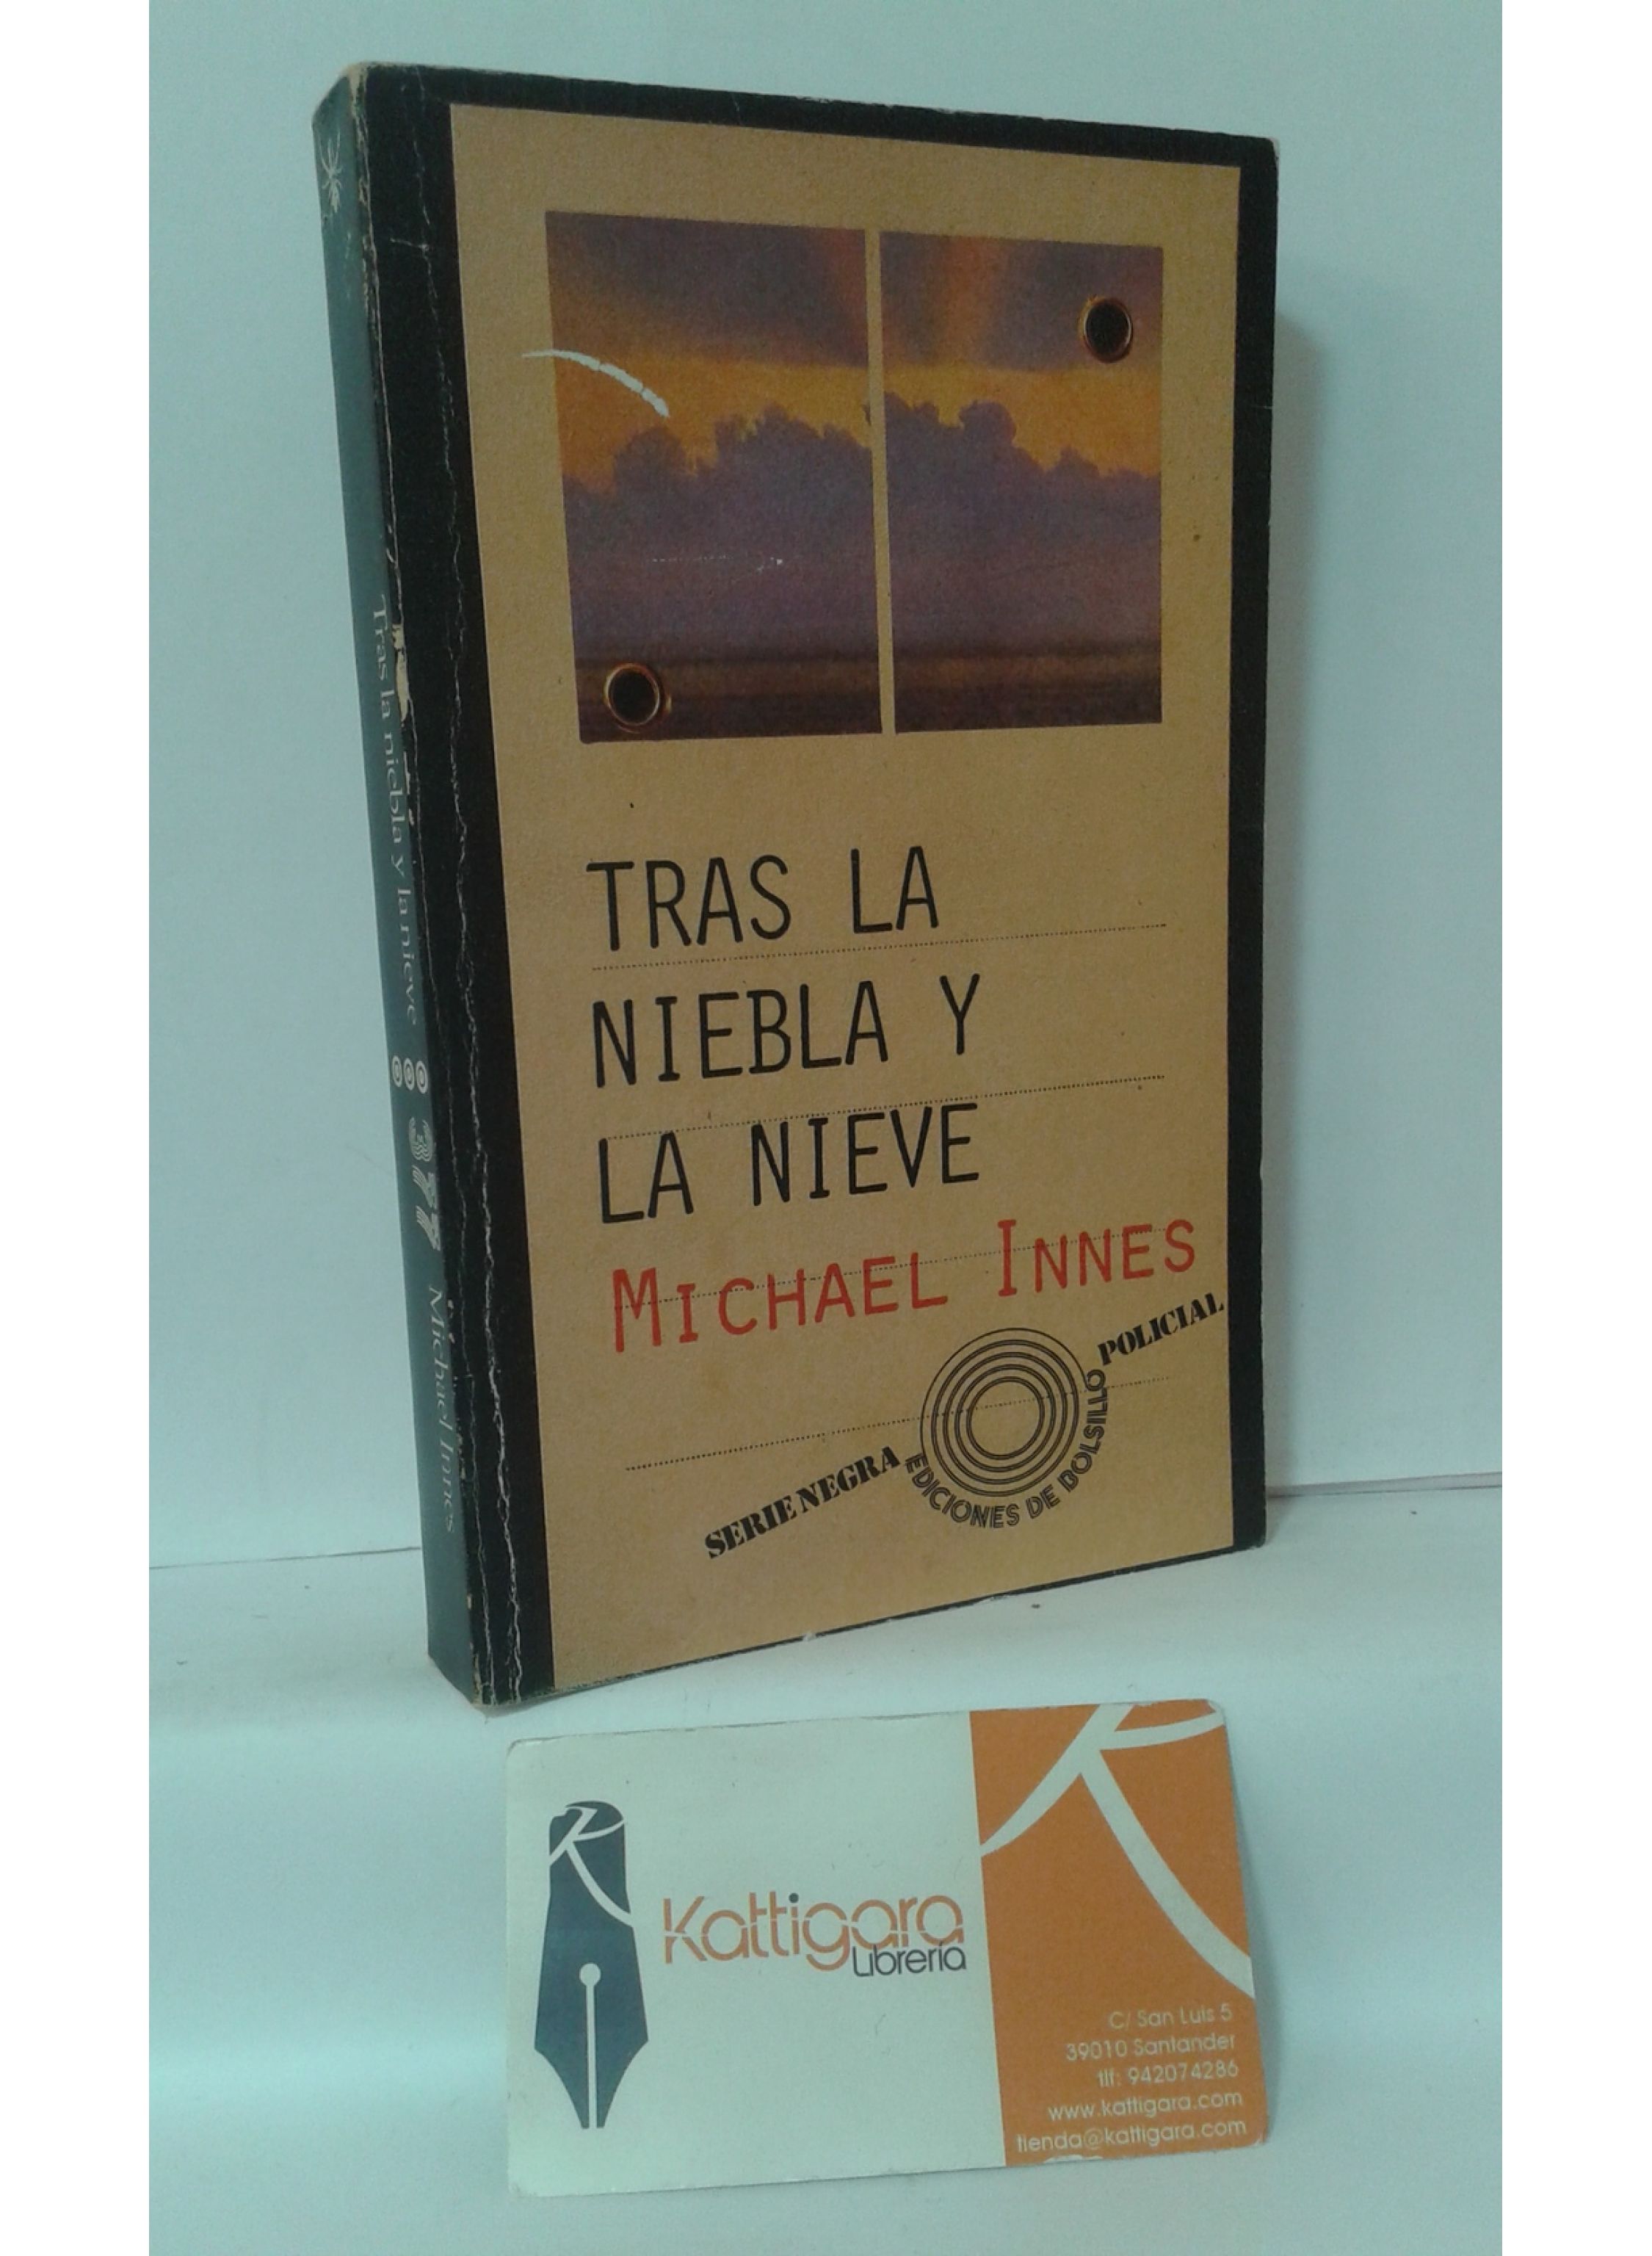 Tras la niebla y la nieve 377 Michael Innes
TRAS LA
NIEBLA Y
LA NIEVE
MICHAEL INNES
SERIE NEGRA
EDICIONES DE BOLSILLO
POLICIAL
Kattigara
Librería
C/ San Luis 5
39010 Santander
tlf: 942074286
www.kattigara.com
tienda@kattigara.com